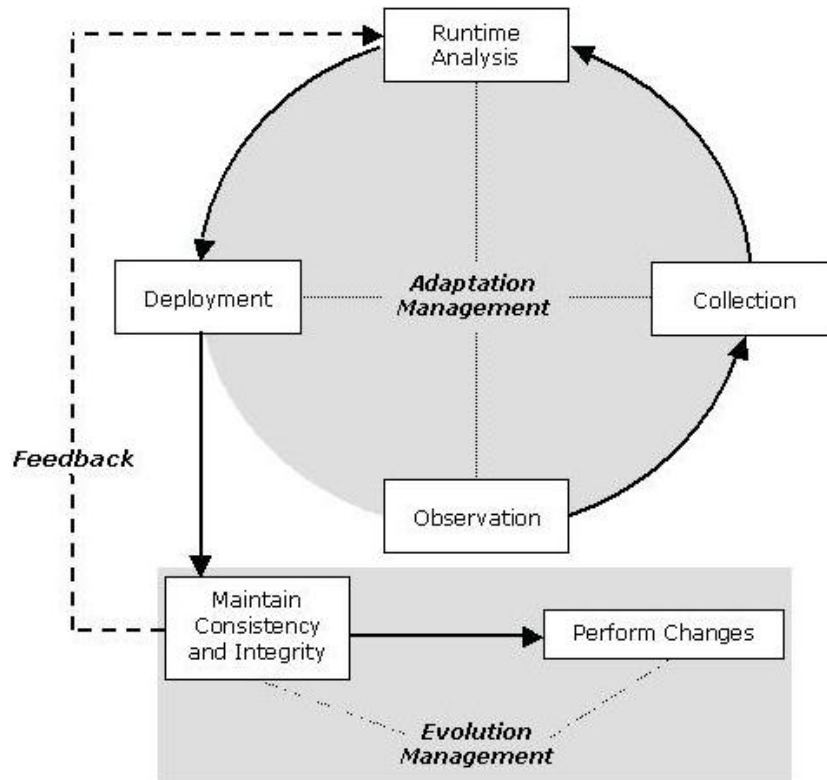 Runtime
Analysis
Deployment
Adaptation
Management
Collection
Feedback
Observation
Maintain
Consistency
and Integrity
Perform Changes
Evolution
Management